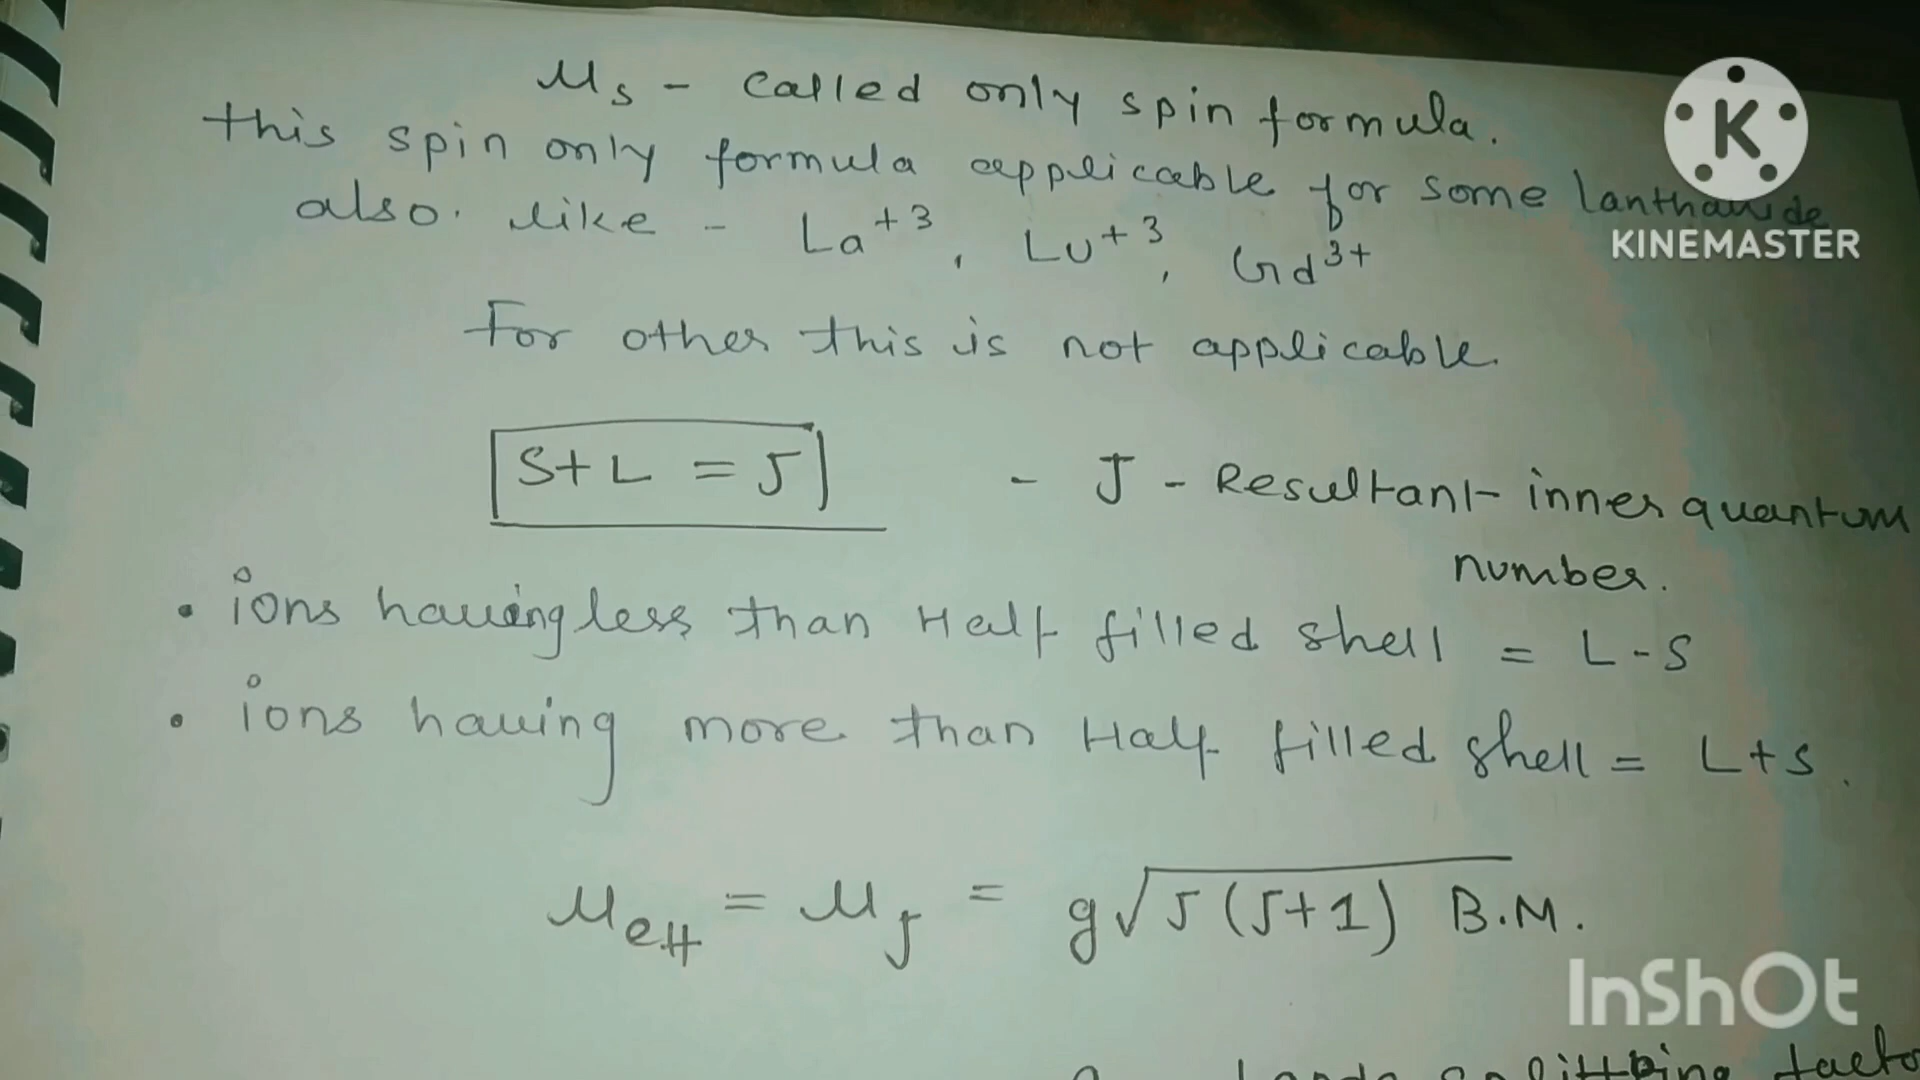 μs - called only spin formula.
this spin only formula applicable for some lanthanide
also. like - La+3, Lu+3, Gd3+
For other this is not applicable.
S+L = J - J - Resultant inner quantum
number.
• ions having less than Half filled shell = L-S
• ions having more than Half filled shell = L+S.
μeff = μJ = g√J(J+1) B.M.
splitting facto
K
KINEMASTER
InShOt